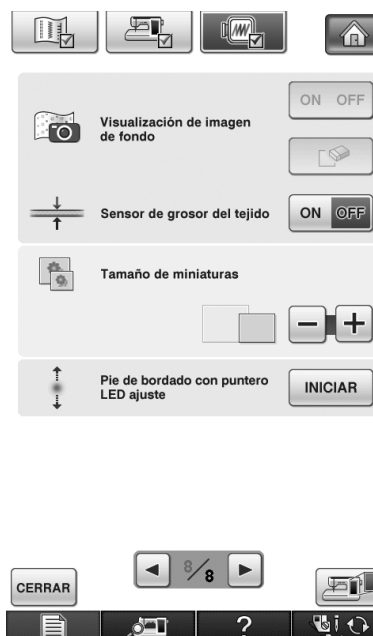 ON OFF
Visualización de imagen
de fondo
Sensor de grosor del tejido
ON OFF
Tamaño de miniaturas
- +
Pie de bordado con puntero
LED ajuste
INICIAR
8/8
CERRAR
?